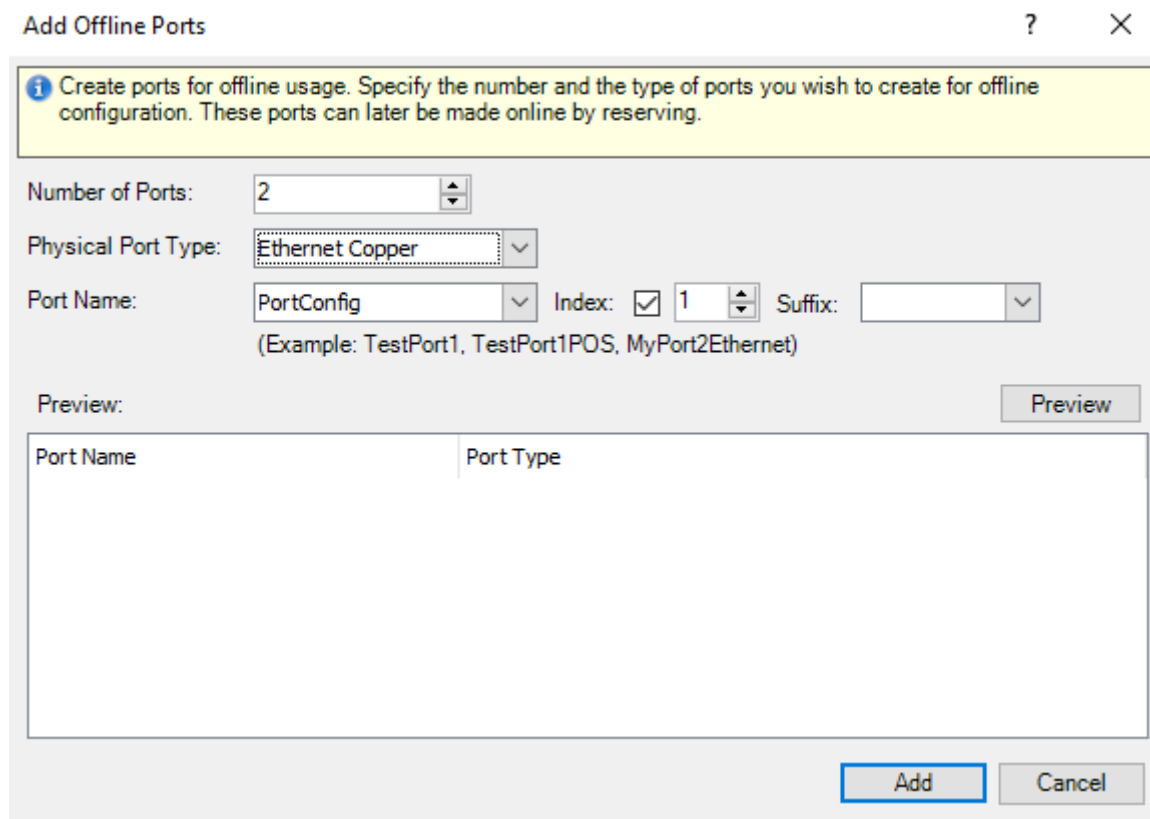 Add Offline Ports
?
Create ports for offline usage. Specify the number and the type of ports you wish to create for offline
configuration. These ports can later be made online by reserving.
Number of Ports: 2
Physical Port Type: Ethernet Copper
Port Name: PortConfig Index: 1 Suffix:
(Example: TestPort1, TestPort1POS, MyPort2Ethernet)
Preview: Preview
Port Name Port Type
Add Cancel